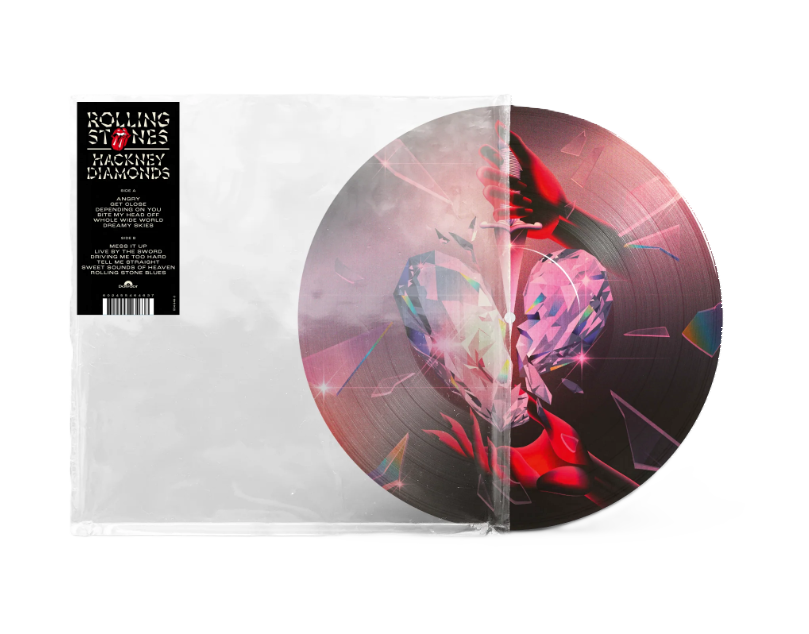 ROLLING
STONES
HACKNEY
DIAMONDS
SIDE A
ANGRY
GET CLOSE
DEPENDING ON YOU
BITE MY HEAD OFF
WHOLE WIDE WORLD
DREAMY SKIES
SIDE B
MESS IT UP
LIVE BY THE SWORD
DRIVING ME TOO HARD
TELL ME STRAIGHT
SWEET SOUNDS OF HEAVEN
ROLLING STONE BLUES